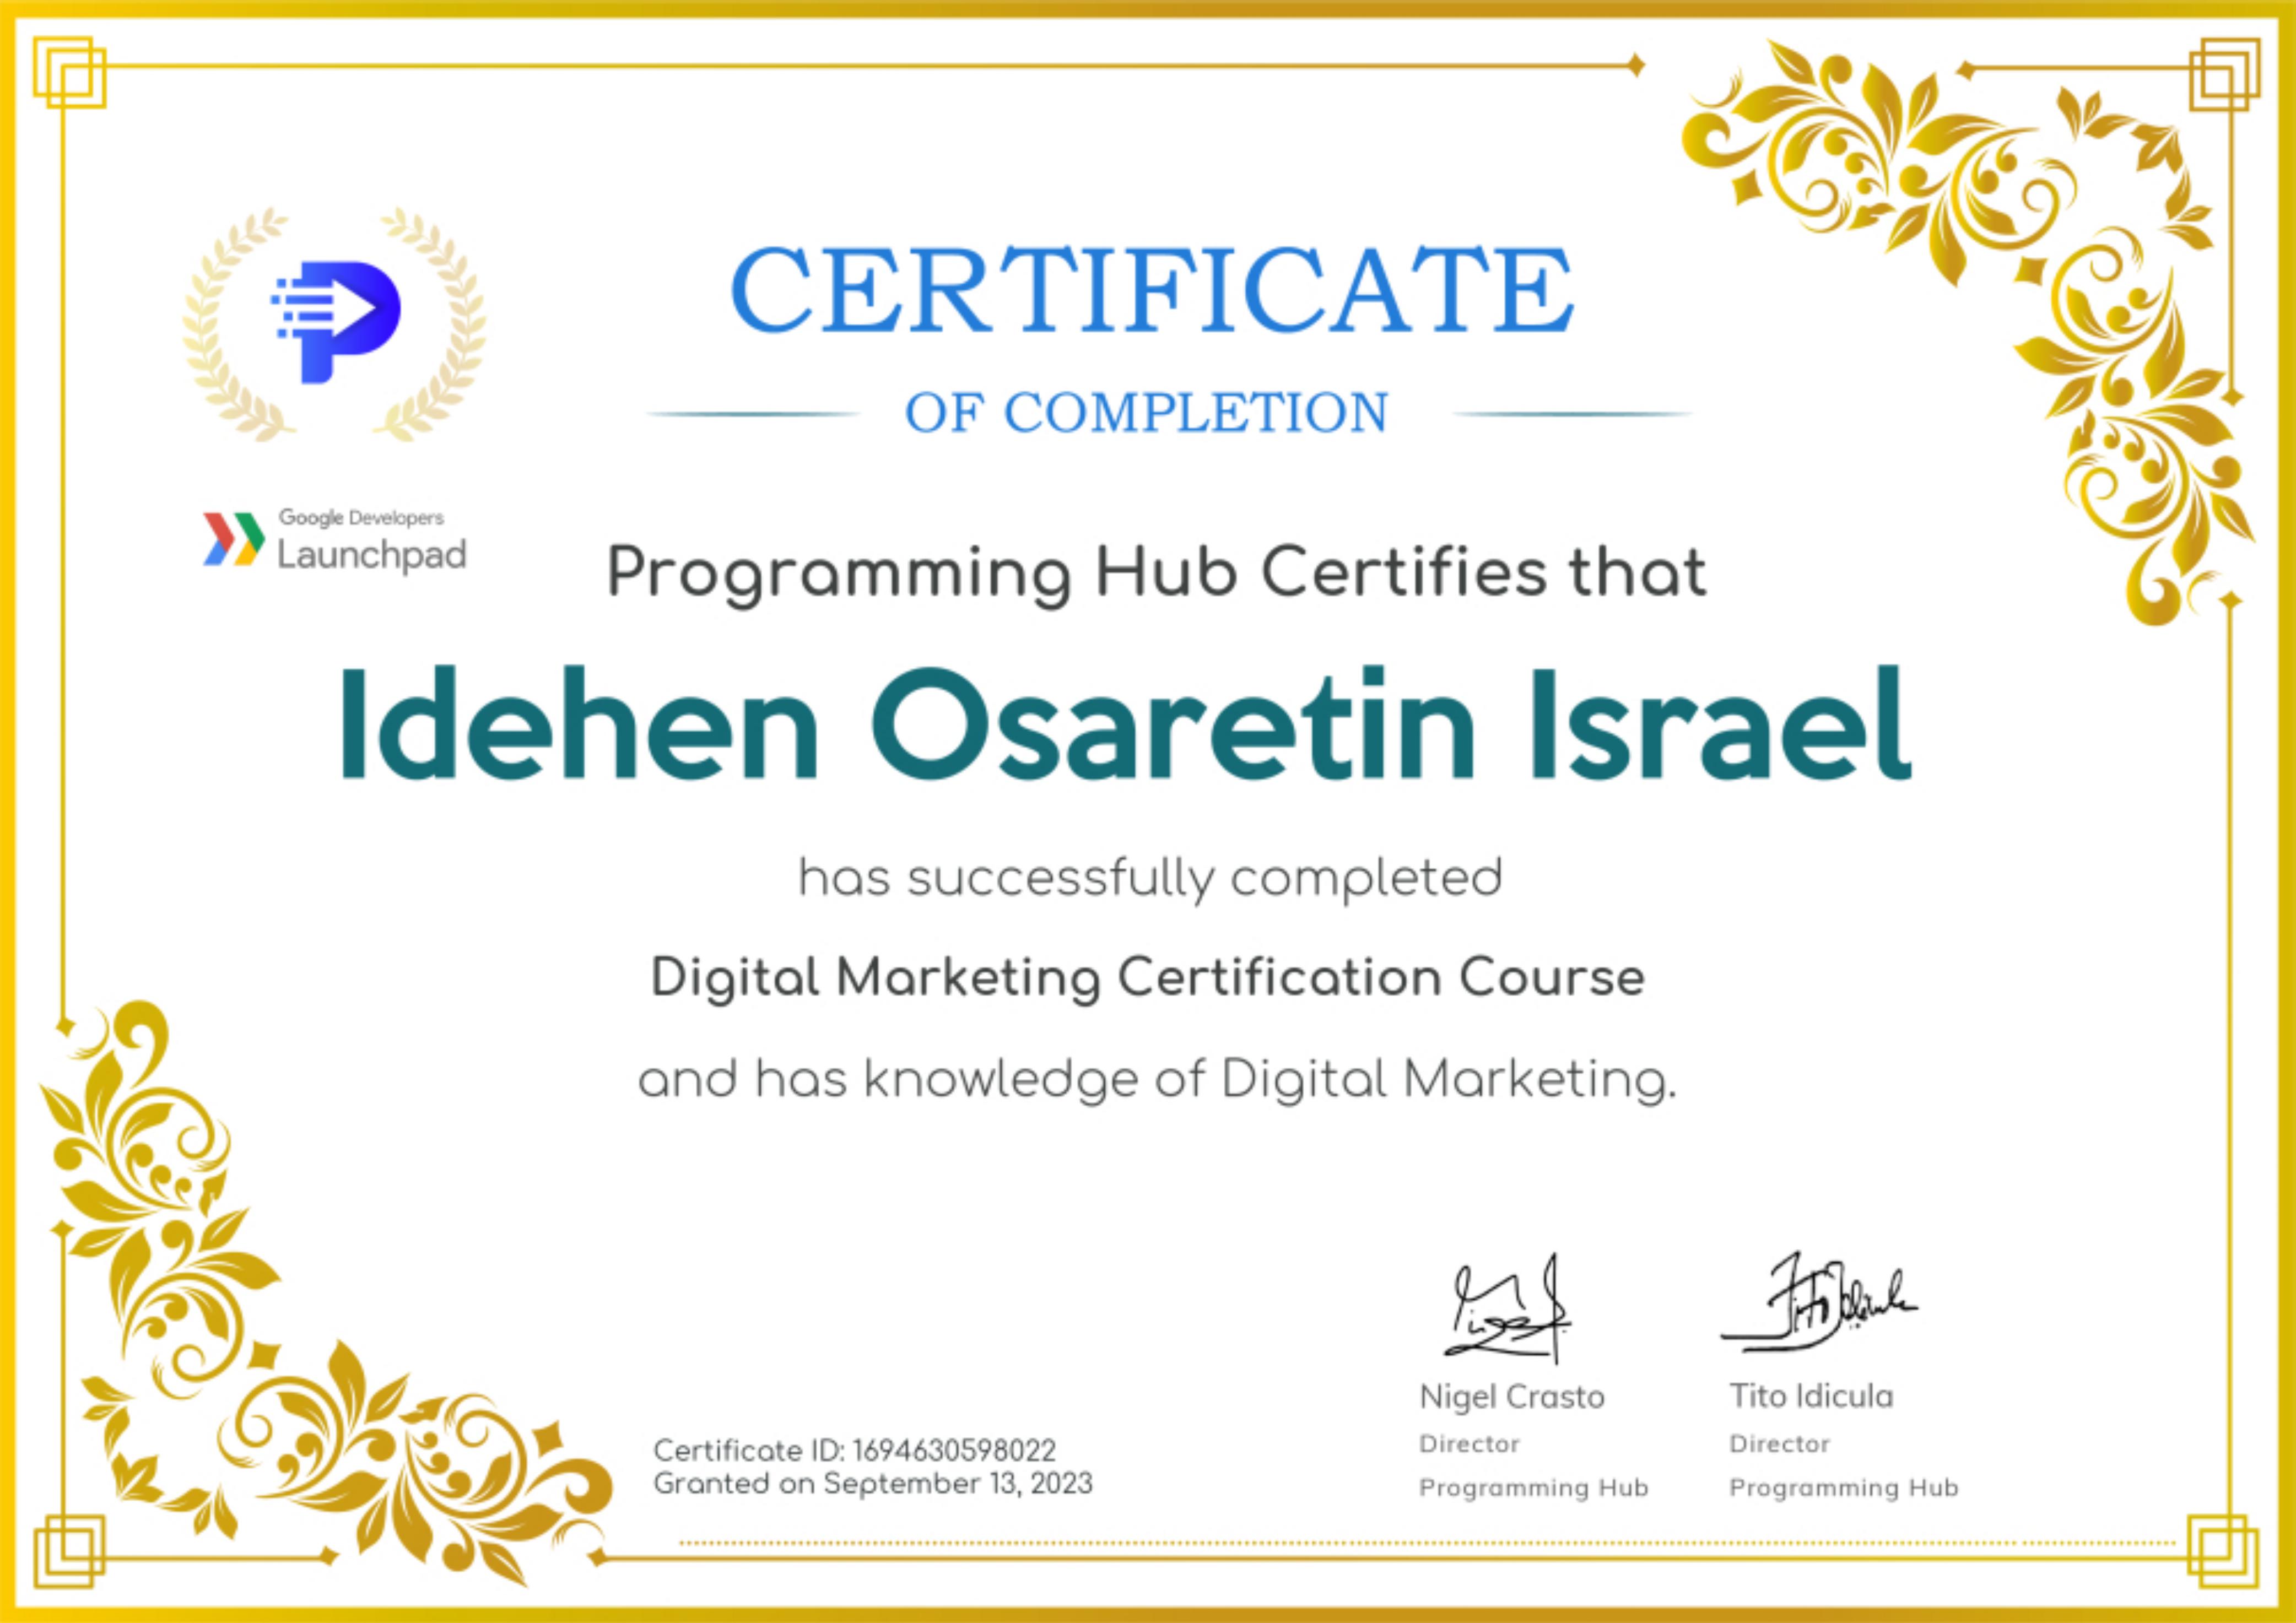 CERTIFICATE
OF COMPLETION
Google Developers
Launchpad
Programming Hub Certifies that
Idehen Osaretin Israel
has successfully completed
Digital Marketing Certification Course
and has knowledge of Digital Marketing.
Nigel Crasto
Director
Programming Hub
Tito Idicula
Director
Programming Hub
Certificate ID: 1694630598022
Granted on September 13, 2023